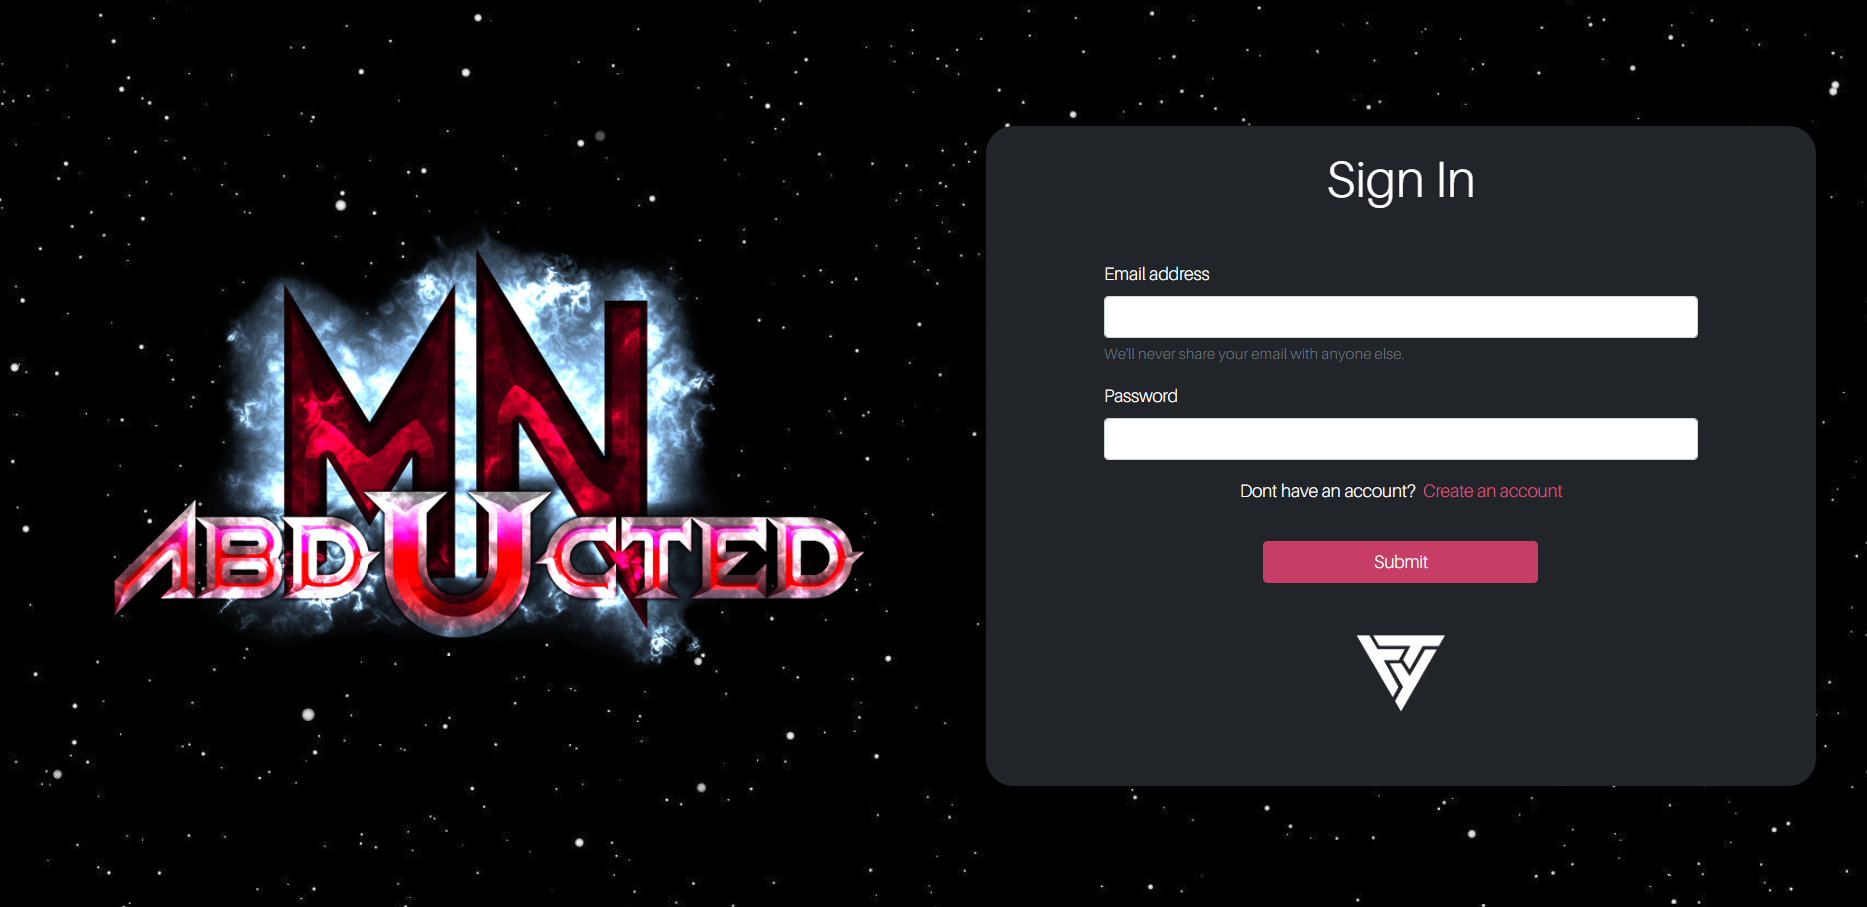 MN
ABDUCTED
Sign In
Email address
We'll never share your email with anyone else.
Password
Dont have an account? Create an account
Submit